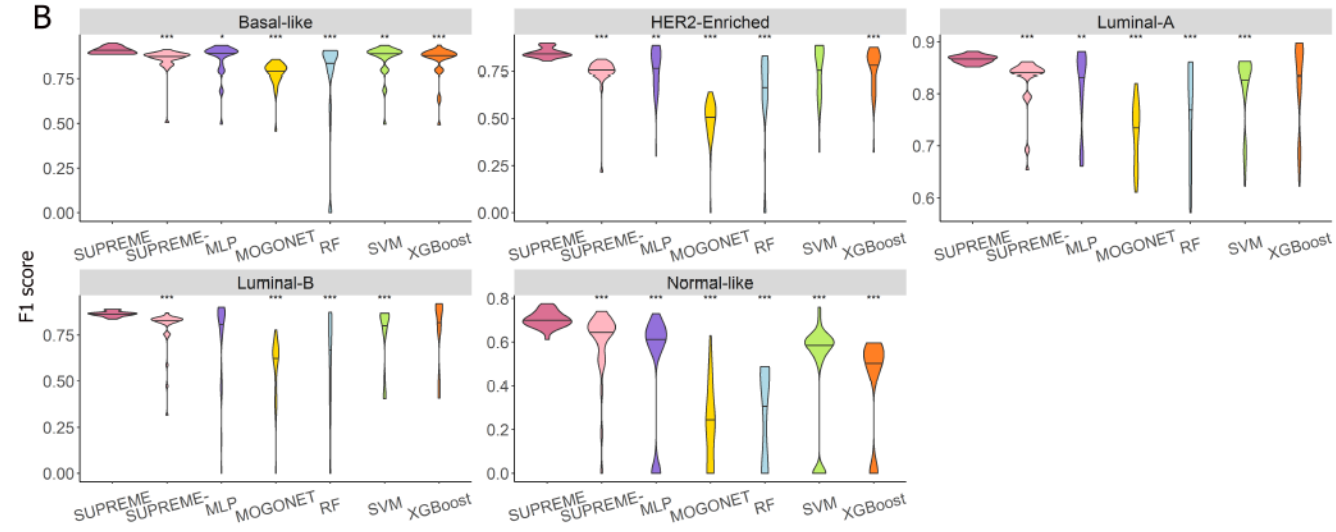 B
Basal-like
*** * *** *** ** ***
0.75
0.50
0.25
0.00
SUPREME SUPREME- MLP MOGONET RF SVM XGBoost
HER2-Enriched
*** ** *** *** ***
0.75
0.50
0.25
0.00
SUPREME SUPREME- MLP MOGONET RF SVM XGBoost
Luminal-A
*** ** *** *** ***
0.9
0.8
0.7
0.6
SUPREME SUPREME- MLP MOGONET RF SVM XGBoost
F1 score
Luminal-B
*** *** *** ***
0.75
0.50
0.25
0.00
SUPREME SUPREME- MLP MOGONET RF SVM XGBoost
Normal-like
*** *** *** *** *** ***
0.8
0.6
0.4
0.2
0.0
SUPREME SUPREME- MLP MOGONET RF SVM XGBoost